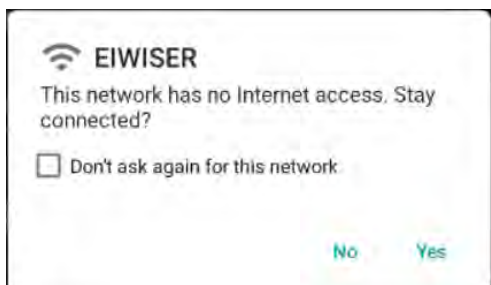 EIWISER
This network has no Internet access. Stay
connected?
Don't ask again for this network
No Yes